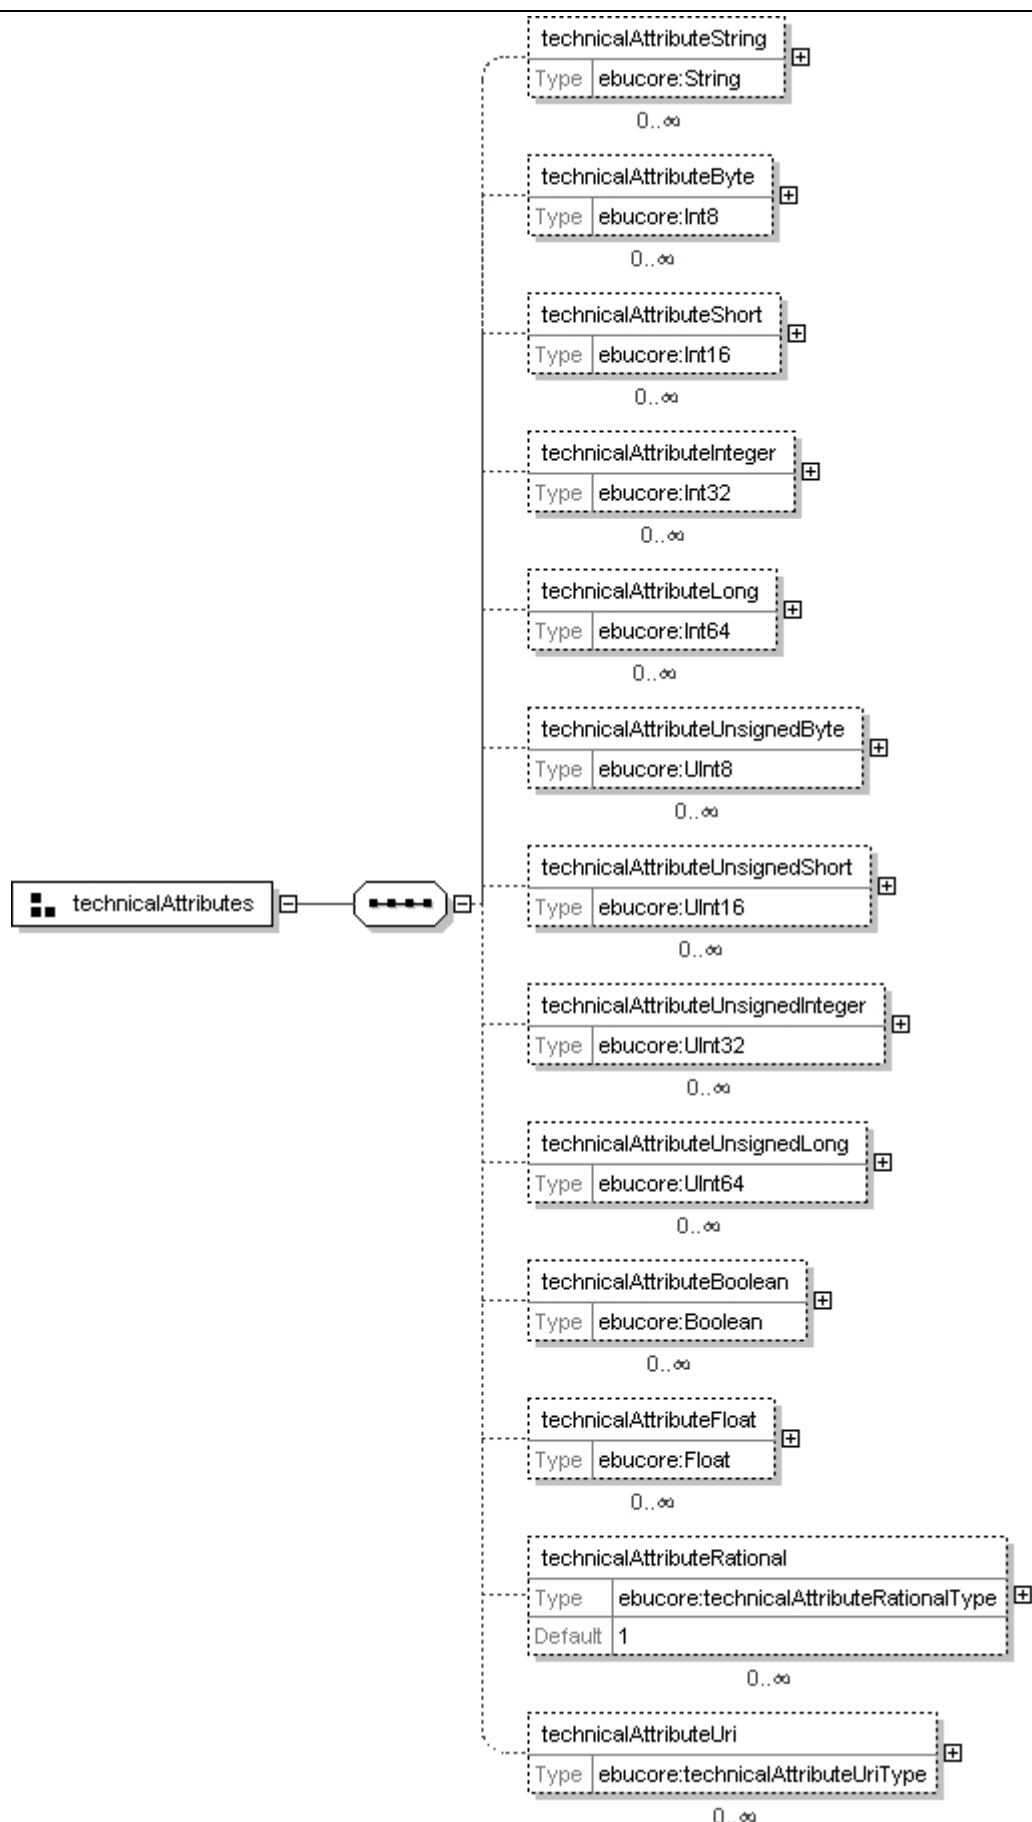 technicalAttributeString
Type ebucore:String
0..∞
technicalAttributeByte
Type ebucore:Int8
0..∞
technicalAttributeShort
Type ebucore:Int16
0..∞
technicalAttributeInteger
Type ebucore:Int32
0..∞
technicalAttributeLong
Type ebucore:Int64
0..∞
technicalAttributeUnsignedByte
Type ebucore:UInt8
0..∞
technicalAttributes
technicalAttributeUnsignedShort
Type ebucore:UInt16
0..∞
technicalAttributeUnsignedInteger
Type ebucore:UInt32
0..∞
technicalAttributeUnsignedLong
Type ebucore:UInt64
0..∞
technicalAttributeBoolean
Type ebucore:Boolean
0..∞
technicalAttributeFloat
Type ebucore:Float
0..∞
technicalAttributeRational
Type ebucore:technicalAttributeRationalType
Default 1
0..∞
technicalAttributeUri
Type ebucore:technicalAttributeUriType
0..∞